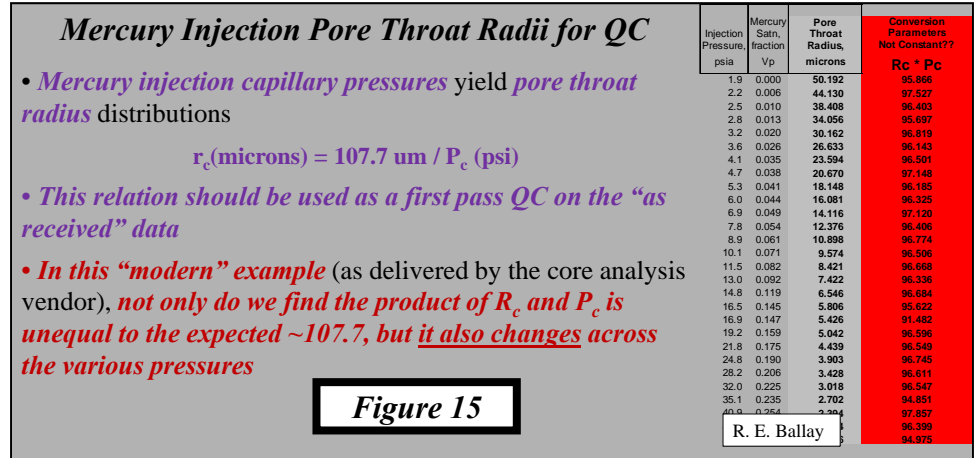 Mercury Injection Pore Throat Radii for QC
• Mercury injection capillary pressures yield pore throat
radius distributions
rc(microns) = 107.7 um / Pc (psi)
• This relation should be used as a first pass QC on the “as
received” data
• In this “modern” example (as delivered by the core analysis
vendor), not only do we find the product of Rc and Pc is
unequal to the expected ~107.7, but it also changes across
the various pressures
Figure 15
Mercury Pore Conversion
Injection Satn, Throat Parameters
Pressure, fraction Radius, Not Constant??
psia Vp microns Rc * Pc
1.9 0.000 50.192 95.866
2.2 0.006 44.130 97.527
2.5 0.010 38.408 96.403
2.8 0.013 34.056 95.697
3.2 0.020 30.162 96.819
3.6 0.026 26.633 96.143
4.1 0.035 23.594 96.501
4.7 0.038 20.670 97.148
5.3 0.041 18.148 96.185
6.0 0.044 16.081 96.325
6.9 0.049 14.116 97.120
7.8 0.054 12.376 96.406
8.9 0.061 10.898 96.774
10.1 0.071 9.574 96.506
11.5 0.082 8.421 96.668
13.0 0.092 7.422 96.336
14.8 0.119 6.546 96.684
16.5 0.145 5.806 95.622
16.9 0.147 5.426 91.482
19.2 0.159 5.042 96.596
21.8 0.175 4.439 96.549
24.8 0.190 3.903 96.745
28.2 0.206 3.428 96.611
32.0 0.225 3.018 96.547
35.1 0.235 2.702 94.851
40.9 0.254 2.394 97.857
96.399
94.975
R. E. Ballay